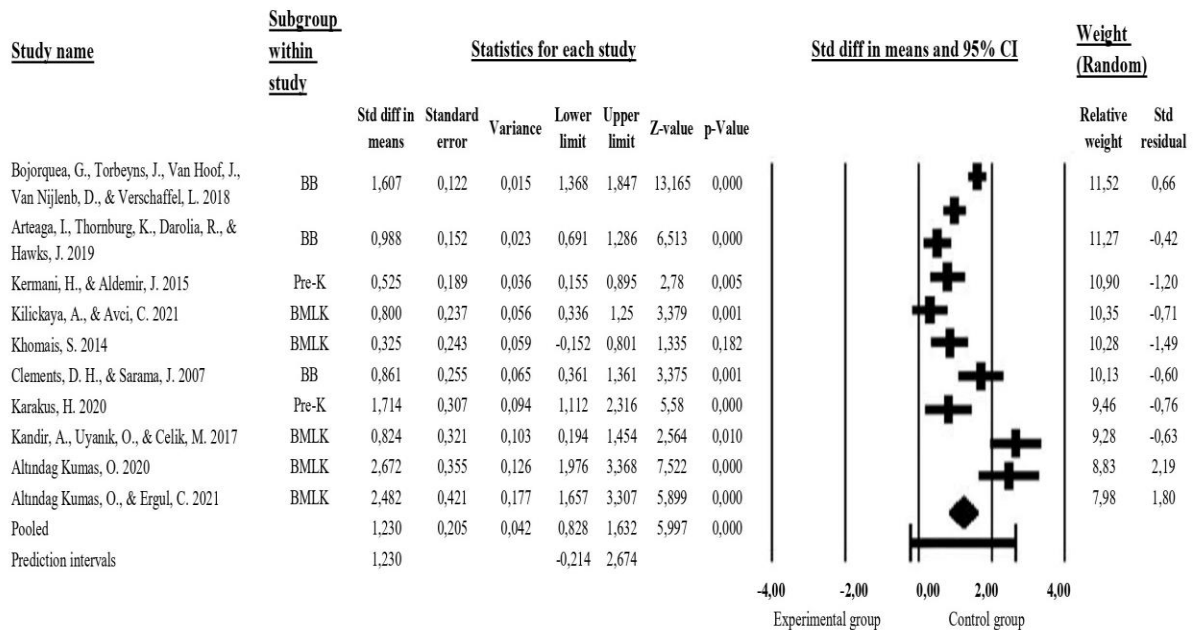 Study name Subgroup within study Statistics for each study Std diff in means and 95% CI Weight (Random)
Std diff in means Standard error Variance Lower limit Upper limit Z-value p-Value Relative weight Std residual
Bojorquea, G., Torbeyns, J., Van Hoof, J.,
Van Nijlenb, D., & Verschaffel, L. 2018 BB 1,607 0,122 0,015 1,368 1,847 13,165 0,000 11,52 0,66
Arteaga, I., Thornburg, K., Darolia, R., &
Hawks, J. 2019 BB 0,988 0,152 0,023 0,691 1,286 6,513 0,000 11,27 -0,42
Kermani, H., & Aldemir, J. 2015 Pre-K 0,525 0,189 0,036 0,155 0,895 2,78 0,005 10,90 -1,20
Kilickaya, A., & Avci, C. 2021 BMLK 0,800 0,237 0,056 0,336 1,25 3,379 0,001 10,35 -0,71
Khomais, S. 2014 BMLK 0,325 0,243 0,059 -0,152 0,801 1,335 0,182 10,28 -1,49
Clements, D. H., & Sarama, J. 2007 BB 0,861 0,255 0,065 0,361 1,361 3,375 0,001 10,13 -0,60
Karakus, H. 2020 Pre-K 1,714 0,307 0,094 1,112 2,316 5,58 0,000 9,46 -0,76
Kandir, A., Uyanık, O., & Celik, M. 2017 BMLK 0,824 0,321 0,103 0,194 1,454 2,564 0,010 9,28 -0,63
Altındag Kumas, O. 2020 BMLK 2,672 0,355 0,126 1,976 3,368 7,522 0,000 8,83 2,19
Altındag Kumas, O., & Ergul, C. 2021 BMLK 2,482 0,421 0,177 1,657 3,307 5,899 0,000 7,98 1,80
Pooled 1,230 0,205 0,042 0,828 1,632 5,997 0,000
Prediction intervals 1,230 -0,214 2,674
-4,00 -2,00 0,00 2,00 4,00
Experimental group Control group